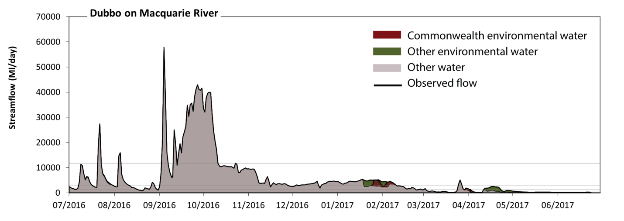 Dubbo on Macquarie River
Streamflow (Ml/day)
70000
60000
50000
40000
30000
20000
10000
0
Commonwealth environmental water
Other environmental water
Other water
Observed flow
07/2016 08/2016 09/2016 10/2016 11/2016 12/2016 01/2017 02/2017 03/2017 04/2017 05/2017 06/2017